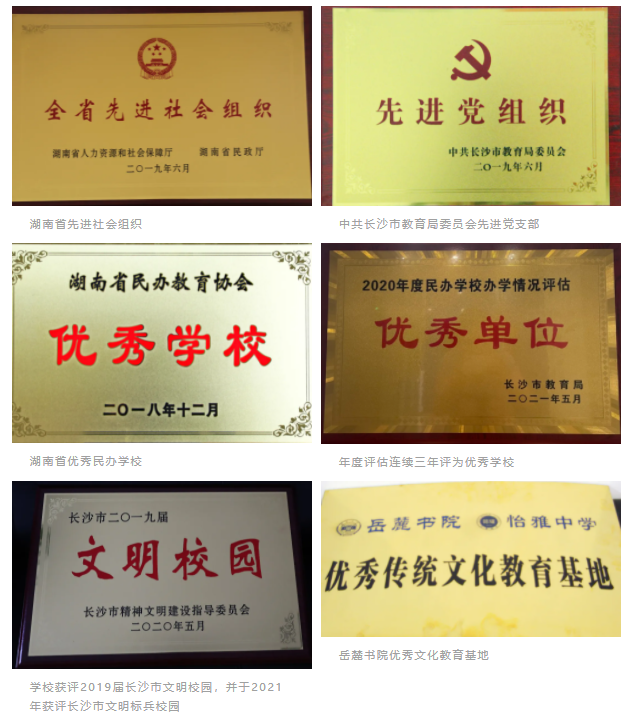 全省先进社会组织
湖南省人力资源和社会保障厅 湖南省民政厅
二〇一九年六月
湖南省先进社会组织
先进党组织
中共长沙市教育局委员会
二〇一九年六月
中共长沙市教育局委员会先进党支部
湖南省民办教育协会
优秀学校
二〇一八年十二月
湖南省优秀民办学校
2020年度民办学校办学情况评估
优秀单位
长沙市教育局
二〇二一年五月
年度评估连续三年评为优秀学校
长沙市二〇一九届
文明校园
长沙市精神文明建设指导委员会
二〇二〇年五月
学校获评2019届长沙市文明校园，并于2021
年获评长沙市文明标兵校园
岳麓书院 怡雅中学
优秀传统文化教育基地
岳麓书院优秀文化教育基地